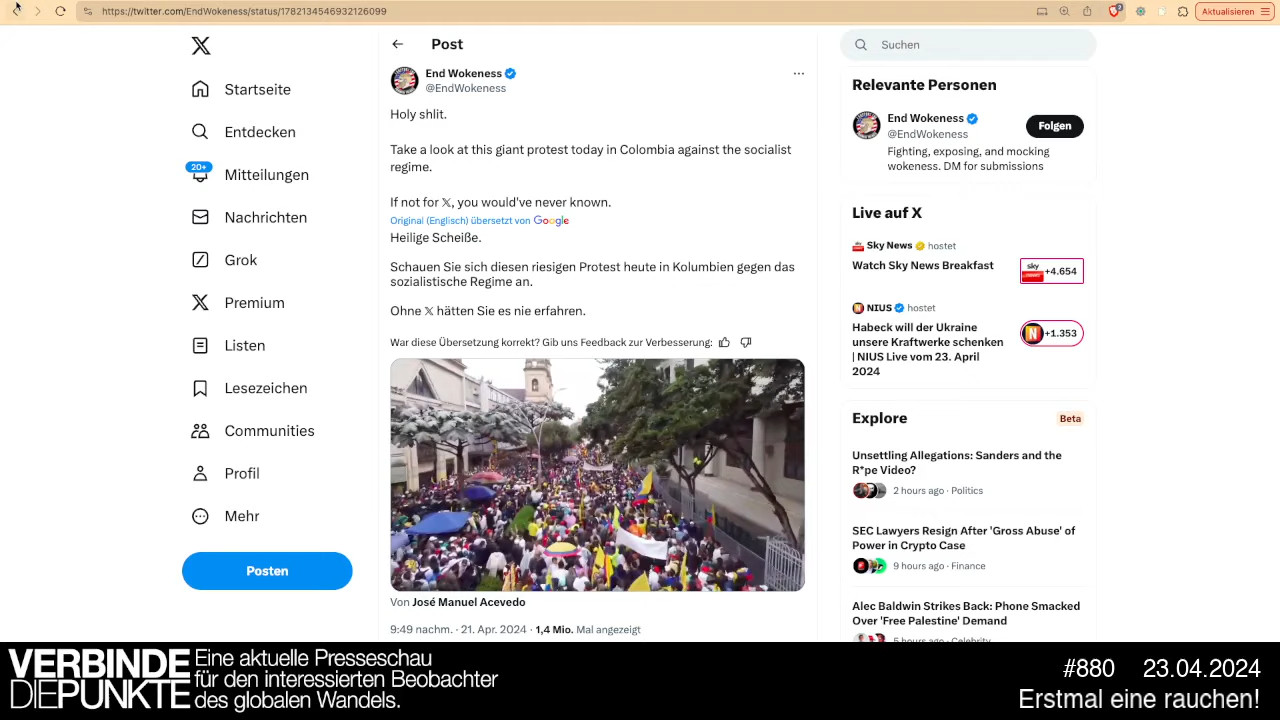 https://twitter.com/EndWokeness/status/1782134546932126099
Aktualisieren
Startseite
Entdecken
20+
Mitteilungen
Nachrichten
Grok
Premium
Listen
Lesezeichen
Communities
Profil
Mehr
Posten
Post
End Wokeness
@EndWokeness
Holy shlit.
Take a look at this giant protest today in Colombia against the socialist
regime.
If not for 𝕏, you would've never known.
Original (Englisch) übersetzt von Google
Heilige Scheiße.
Schauen Sie sich diesen riesigen Protest heute in Kolumbien gegen das
sozialistische Regime an.
Ohne 𝕏 hätten Sie es nie erfahren.
War diese Übersetzung korrekt? Gib uns Feedback zur Verbesserung:
Von José Manuel Acevedo
9:49 nachm. · 21. Apr. 2024 · 1,4 Mio. Mal angezeigt
Suchen
Relevante Personen
End Wokeness
@EndWokeness
Folgen
Fighting, exposing, and mocking
wokeness. DM for submissions
Live auf X
Sky News hostet
Watch Sky News Breakfast
sky
+4.654
NIUS hostet
Habeck will der Ukraine
unsere Kraftwerke schenken
| NIUS Live vom 23. April
2024
N
+1.353
Explore
Beta
Unsettling Allegations: Sanders and the
R*pe Video?
2 hours ago · Politics
SEC Lawyers Resign After 'Gross Abuse' of
Power in Crypto Case
9 hours ago · Finance
Alec Baldwin Strikes Back: Phone Smacked
Over 'Free Palestine' Demand
5 hours ago · Celebrity
VERBINDE
DIEPUNKTE
Eine aktuelle Presseschau
für den interessierten Beobachter
des globalen Wandels.
#880 23.04.2024
Erstmal eine rauchen!